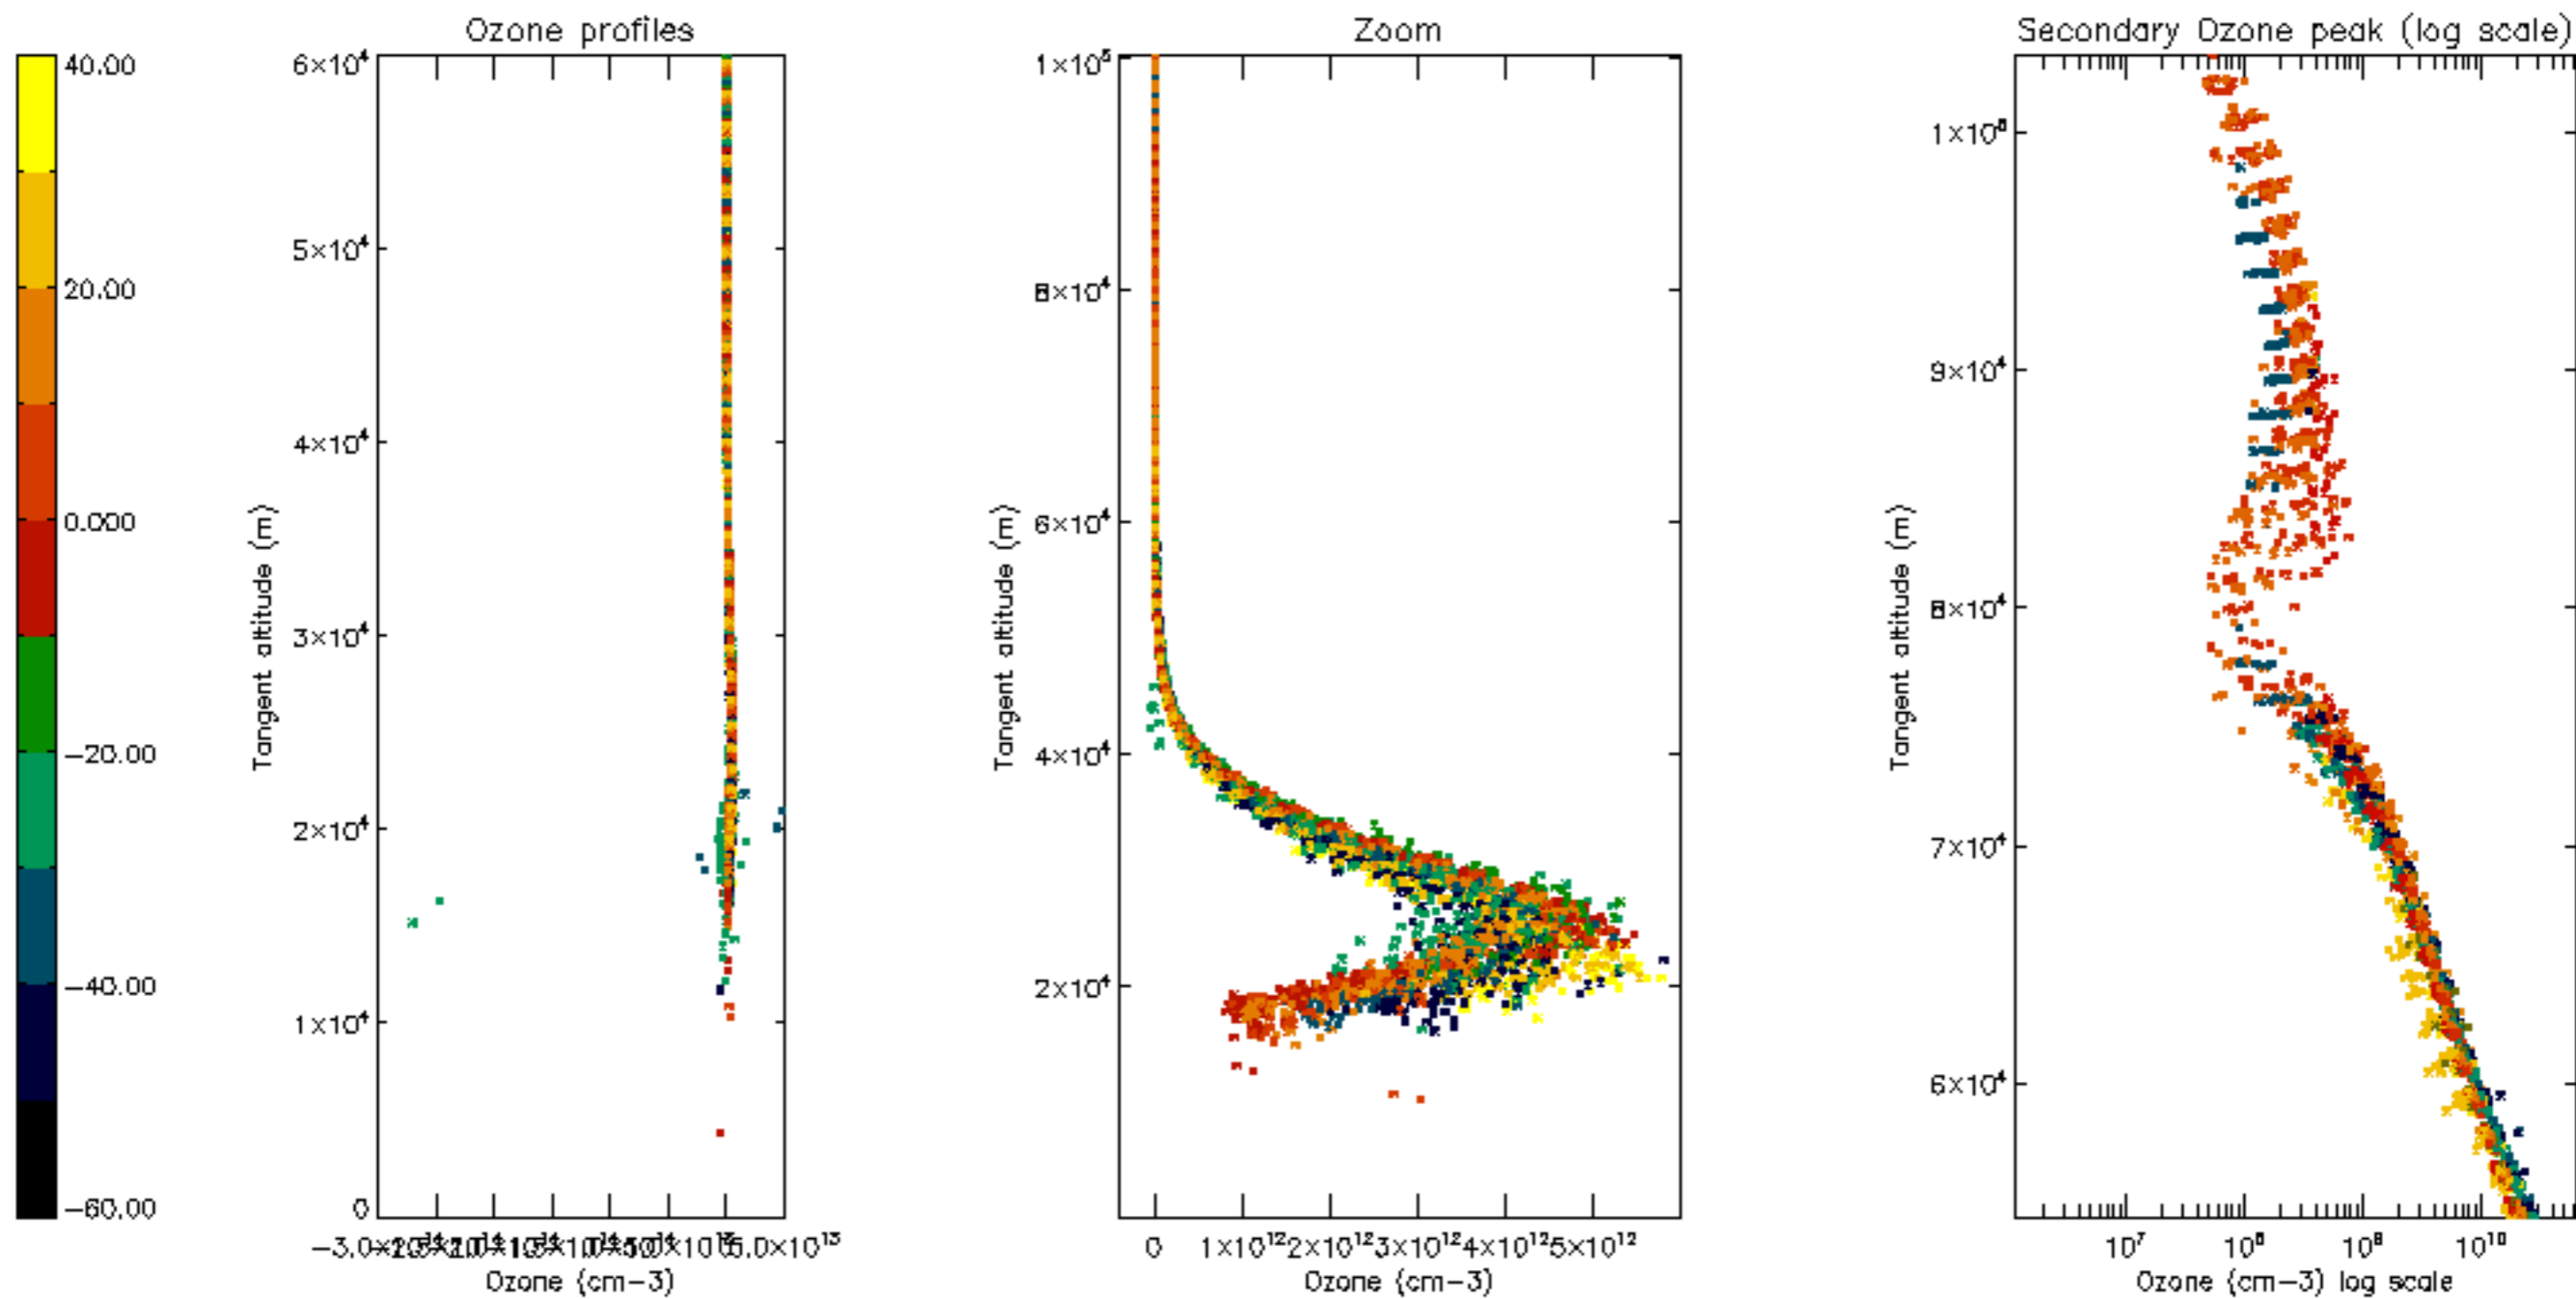 Ozone profiles
Zoom
Secondary Ozone peak (log scale)
40.00
20.00
0.000
−20.00
−40.00
−60.00
Tangent altitude (m)
6×10⁴
5×10⁴
4×10⁴
3×10⁴
2×10⁴
1×10⁴
0
5.0×10¹³
Ozone (cm−3)
Tangent altitude (m)
1×10⁵
8×10⁴
6×10⁴
4×10⁴
2×10⁴
0 1×10¹² 2×10¹² 3×10¹² 4×10¹² 5×10¹²
Ozone (cm−3)
Tangent altitude (m)
9×10⁴
8×10⁴
7×10⁴
6×10⁴
10⁷ 10⁸ 10⁹ 10¹⁰
Ozone (cm−3) log scale